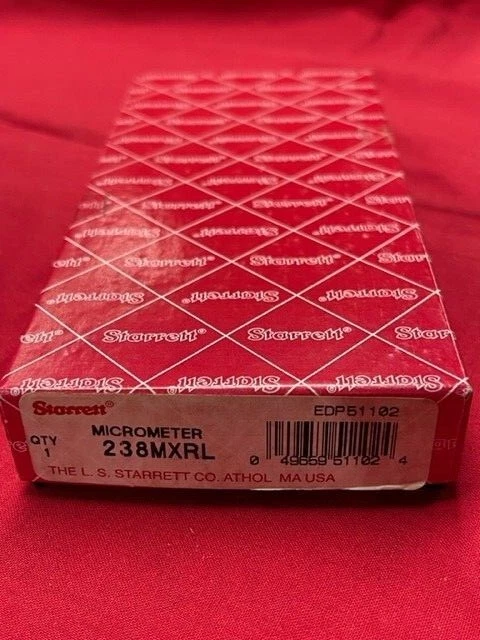 Starrett®
Starrett®
Starrett®
Starrett®
Starrett®
Starrett®
Starrett®
EDP51102
QTY
1
MICROMETER
238MXRL
0 49659 51102 4
THE L. S. STARRETT CO. ATHOL MA USA